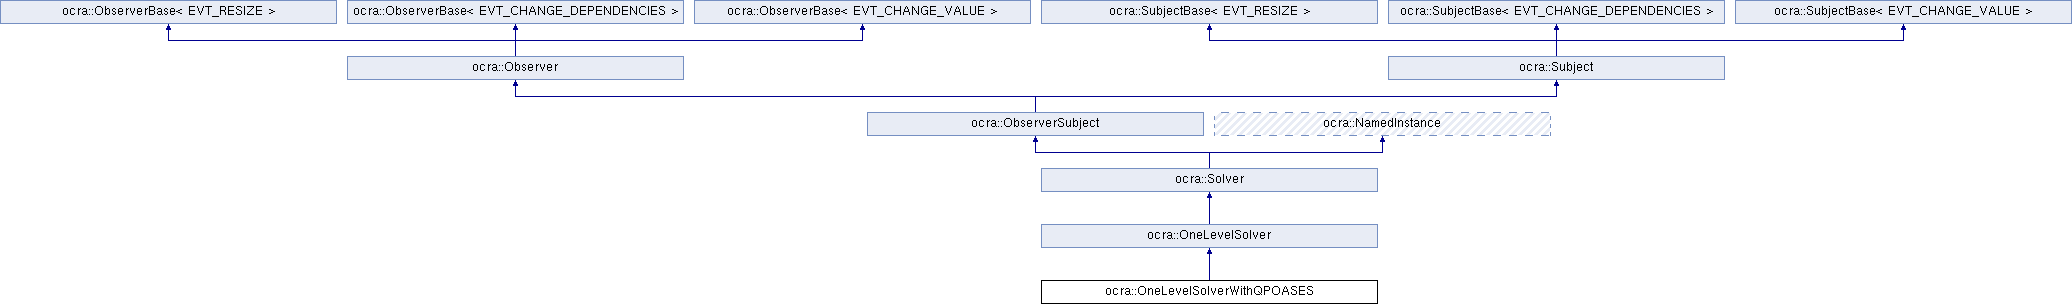 ocra::ObserverBase< EVT_RESIZE >
ocra::ObserverBase< EVT_CHANGE_DEPENDENCIES >
ocra::ObserverBase< EVT_CHANGE_VALUE >
ocra::SubjectBase< EVT_RESIZE >
ocra::SubjectBase< EVT_CHANGE_DEPENDENCIES >
ocra::SubjectBase< EVT_CHANGE_VALUE >
ocra::Observer
ocra::Subject
ocra::ObserverSubject
ocra::NamedInstance
ocra::Solver
ocra::OneLevelSolver
ocra::OneLevelSolverWithQPOASES